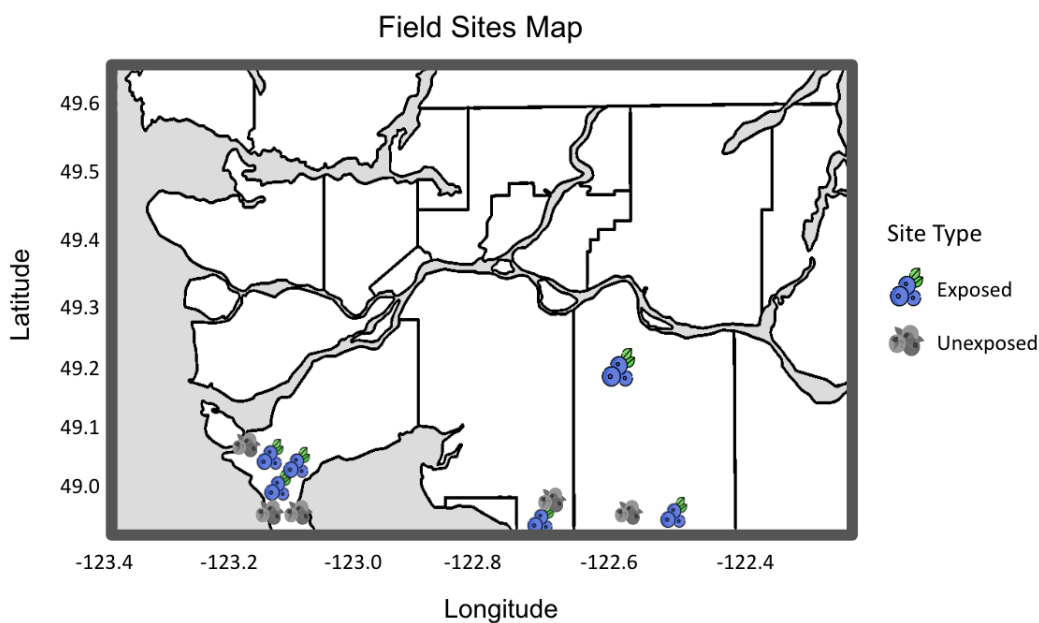 Field Sites Map
49.6
49.5
49.4
49.3
49.2
49.1
49.0
Latitude
-123.4 -123.2 -123.0 -122.8 -122.6 -122.4
Longitude
Site Type
Exposed
Unexposed